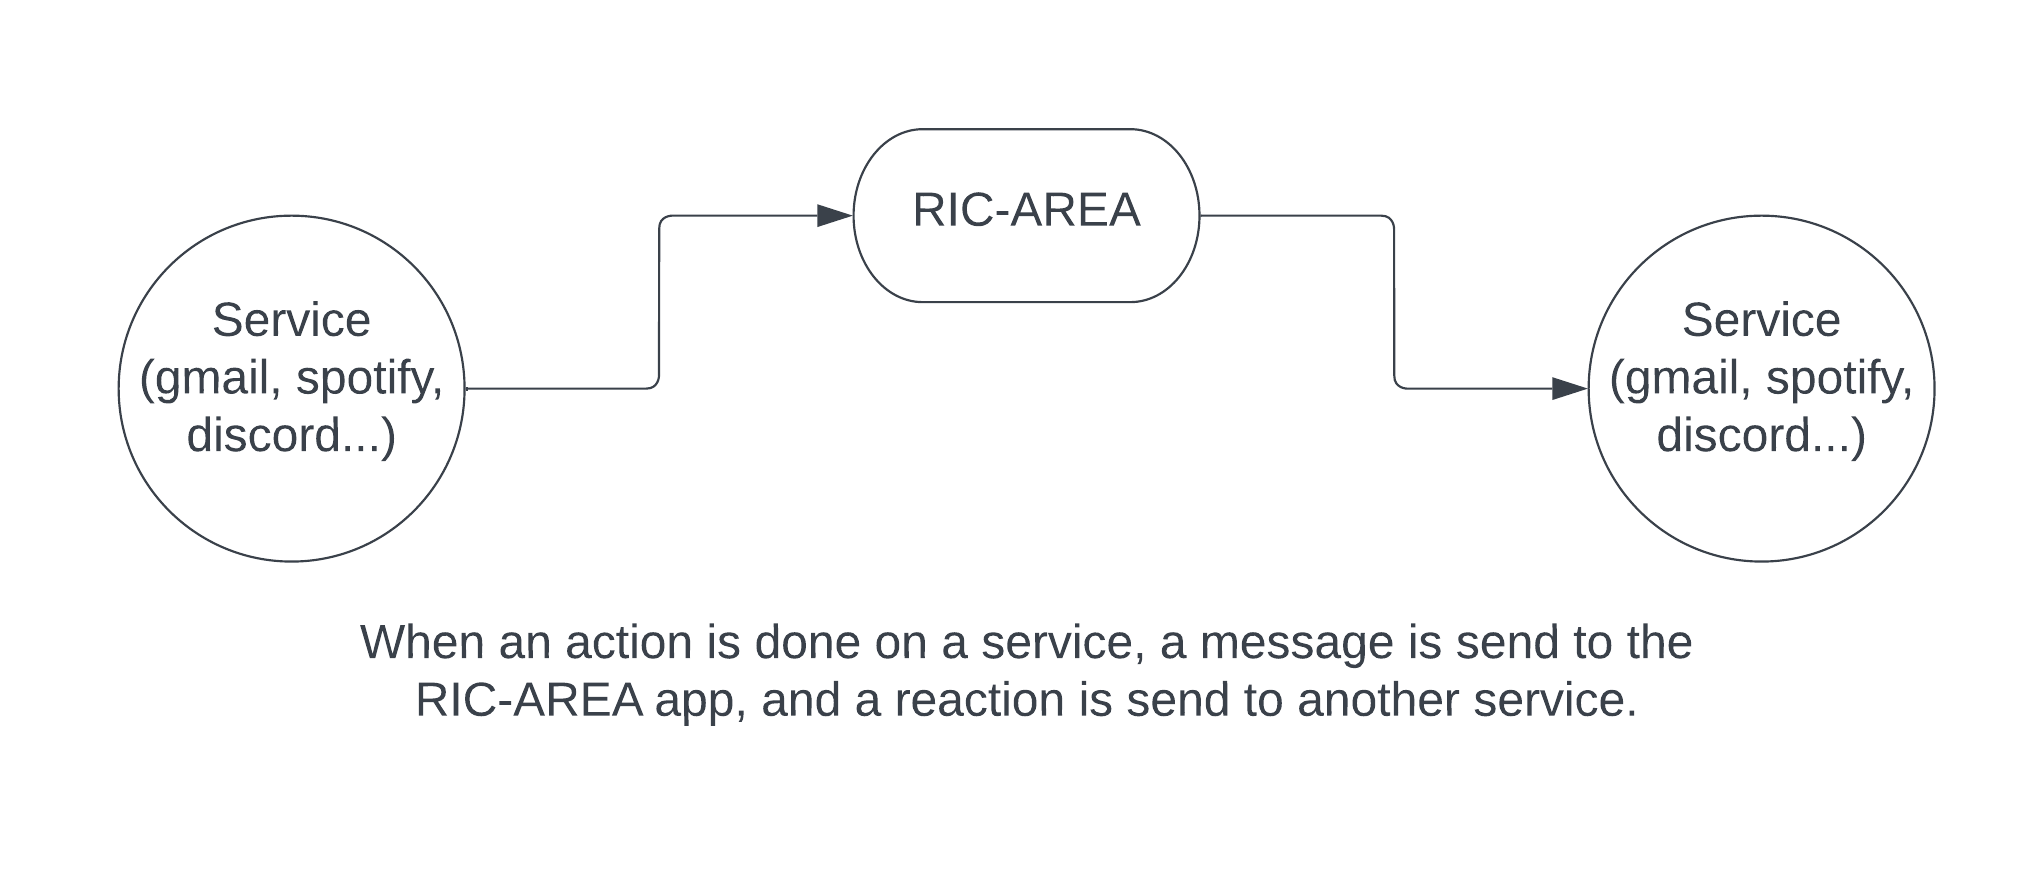 RIC-AREA
Service
(gmail, spotify,
discord...)
Service
(gmail, spotify,
discord...)
When an action is done on a service, a message is send to the
RIC-AREA app, and a reaction is send to another service.